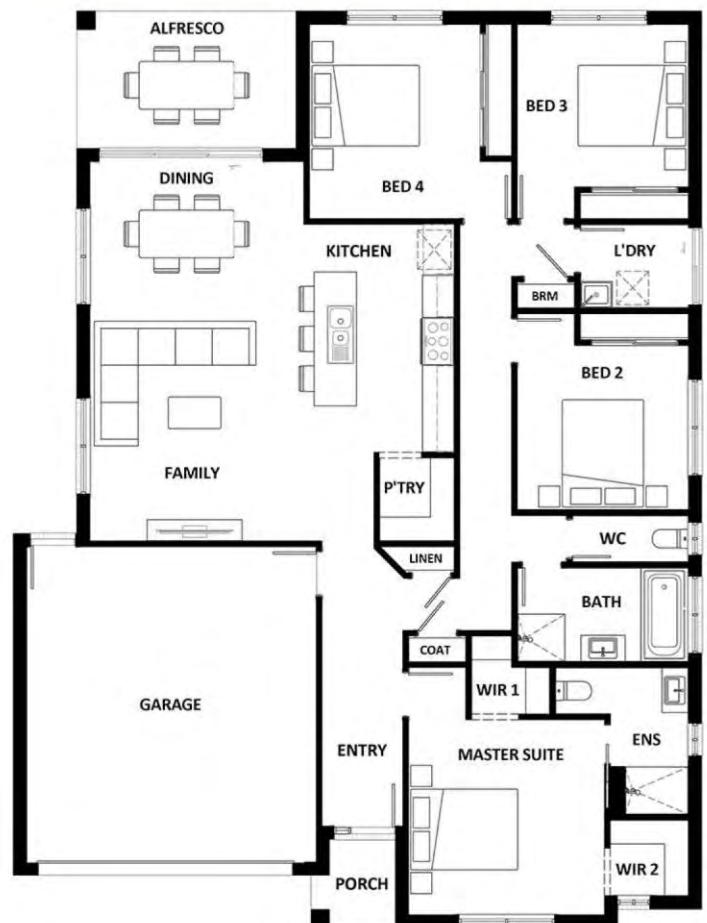 ALFRESCO
BED 3
DINING
BED 4
KITCHEN
L'DRY
BRM
BED 2
FAMILY
P'TRY
WC
LINEN
BATH
COAT
WIR 1
GARAGE
ENS
ENTRY
MASTER SUITE
WIR 2
PORCH